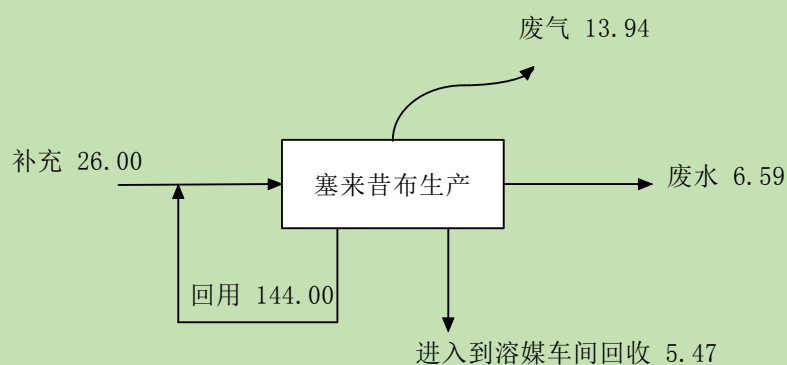 废气 13.94
补充 26.00
塞来昔布生产
废水 6.59
回用 144.00
进入到溶媒车间回收 5.47